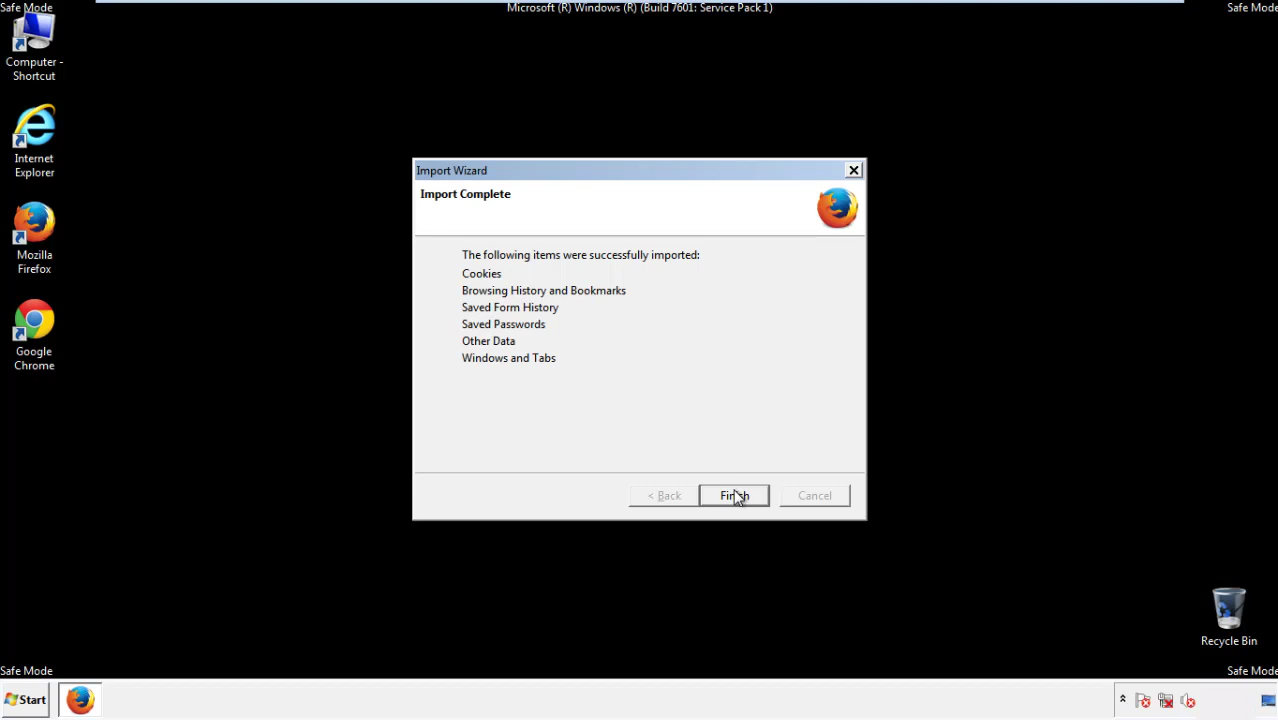 Safe Mode
Microsoft (R) Windows (R) (Build 7601: Service Pack 1)
Safe Mode
Computer -
Shortcut
Internet
Explorer
Mozilla
Firefox
Google
Chrome
Import Wizard
Import Complete
The following items were successfully imported:
Cookies
Browsing History and Bookmarks
Saved Form History
Saved Passwords
Other Data
Windows and Tabs
< Back
Finish
Cancel
Recycle Bin
Safe Mode
Safe Mode
Start